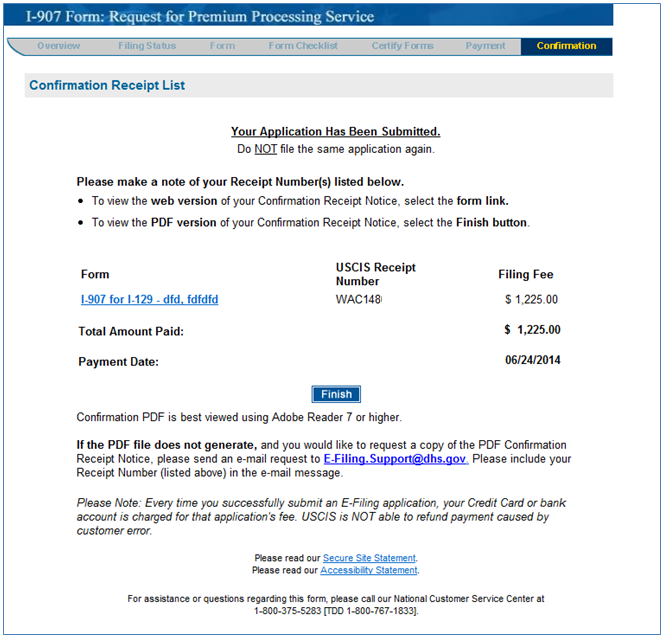 I-907 Form: Request for Premium Processing Service
Overview Filing Status Form Form Checklist Certify Forms Payment Confirmation
Confirmation Receipt List
Your Application Has Been Submitted.
Do NOT file the same application again.
Please make a note of your Receipt Number(s) listed below.
• To view the web version of your Confirmation Receipt Notice, select the form link.
• To view the PDF version of your Confirmation Receipt Notice, select the Finish button.
Form USCIS Receipt Number Filing Fee
I-907 for I-129 - dfd, fdfdfd WAC148 $ 1,225.00
Total Amount Paid: $ 1,225.00
Payment Date: 06/24/2014
Finish
Confirmation PDF is best viewed using Adobe Reader 7 or higher.
If the PDF file does not generate, and you would like to request a copy of the PDF Confirmation
Receipt Notice, please send an e-mail request to E-Filing.Support@dhs.gov. Please include your
Receipt Number (listed above) in the e-mail message.
Please Note: Every time you successfully submit an E-Filing application, your Credit Card or bank
account is charged for that application's fee. USCIS is NOT able to refund payment caused by
customer error.
Please read our Secure Site Statement.
Please read our Accessibility Statement.
For assistance or questions regarding this form, please call our National Customer Service Center at
1-800-375-5283 [TDD 1-800-767-1833].